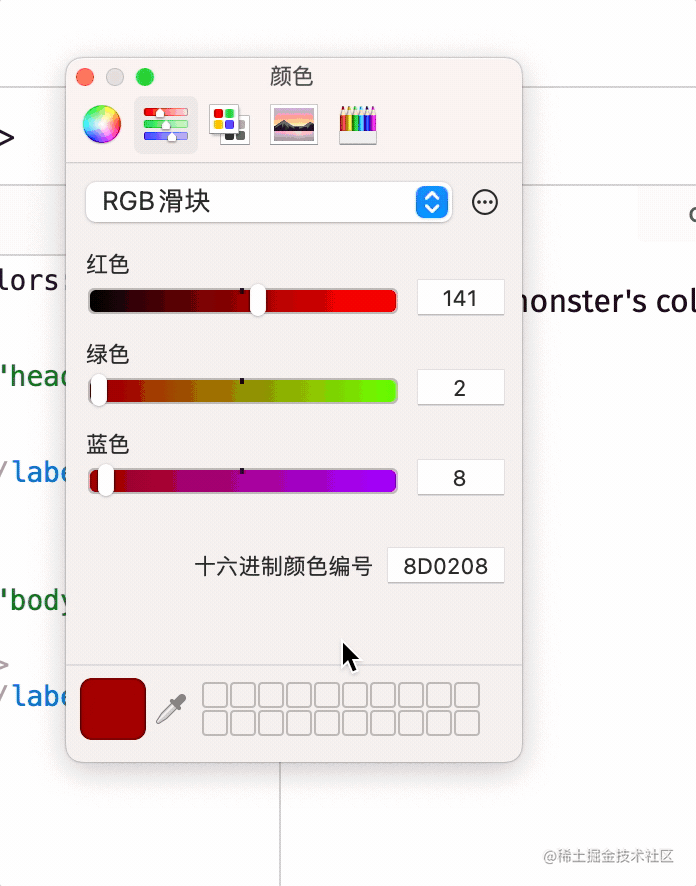 颜色
>
RGB滑块
lors:
红色
141
onster's col
绿色
"head
2
蓝色
/labe
8
十六进制颜色编号
8D0208
"body
>
/labe
@稀土掘金技术社区